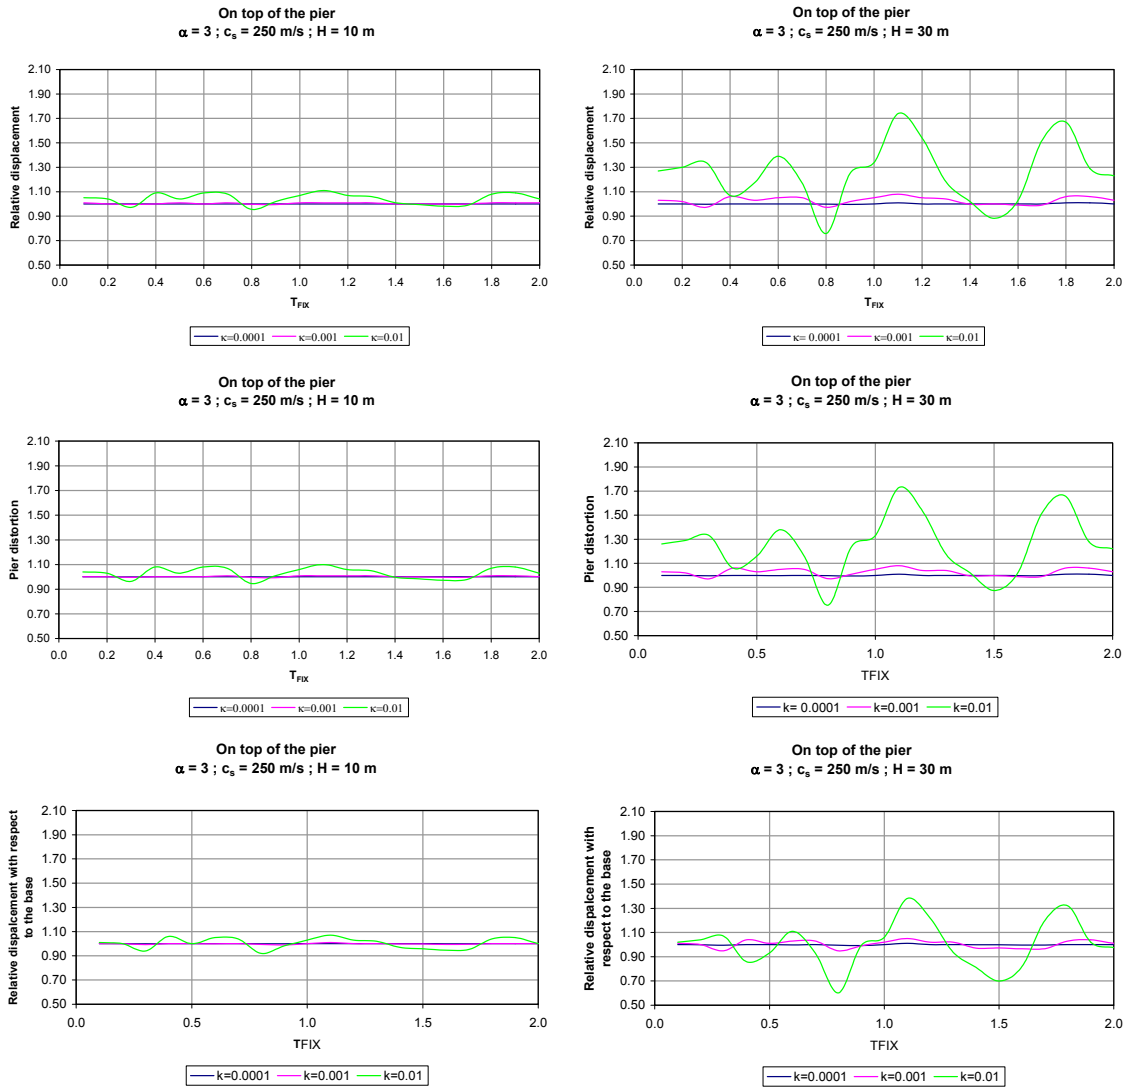 On top of the pier
α = 3 ; cs = 250 m/s ; H = 10 m
Relative displacement
2.10
1.90
1.70
1.50
1.30
1.10
0.90
0.70
0.50
0.0 0.2 0.4 0.6 0.8 1.0 1.2 1.4 1.6 1.8 2.0
TFIX
κ=0.0001 κ=0.001 κ=0.01
On top of the pier
α = 3 ; cs = 250 m/s ; H = 30 m
Relative displacement
2.10
1.90
1.70
1.50
1.30
1.10
0.90
0.70
0.50
0.0 0.2 0.4 0.6 0.8 1.0 1.2 1.4 1.6 1.8 2.0
TFIX
κ= 0.0001 κ=0.001 κ=0.01
On top of the pier
α = 3 ; cs = 250 m/s ; H = 10 m
Pier distortion
2.10
1.90
1.70
1.50
1.30
1.10
0.90
0.70
0.50
0.0 0.2 0.4 0.6 0.8 1.0 1.2 1.4 1.6 1.8 2.0
TFIX
κ=0.0001 κ=0.001 κ=0.01
On top of the pier
α = 3 ; cs = 250 m/s ; H = 30 m
Pier distortion
2.10
1.90
1.70
1.50
1.30
1.10
0.90
0.70
0.50
0.0 0.5 1.0 1.5 2.0
TFIX
k= 0.0001 k=0.001 k=0.01
On top of the pier
α = 3 ; cs = 250 m/s ; H = 10 m
Relative dispalcement with respect
to the base
2.10
1.90
1.70
1.50
1.30
1.10
0.90
0.70
0.50
0.0 0.5 1.0 1.5 2.0
TFIX
k=0.0001 k=0.001 k=0.01
On top of the pier
α = 3 ; cs = 250 m/s ; H = 30 m
Relative dispalcement with
respect to the base
2.10
1.90
1.70
1.50
1.30
1.10
0.90
0.70
0.50
0.0 0.5 1.0 1.5 2.0
TFIX
k=0.0001 k=0.001 k=0.01